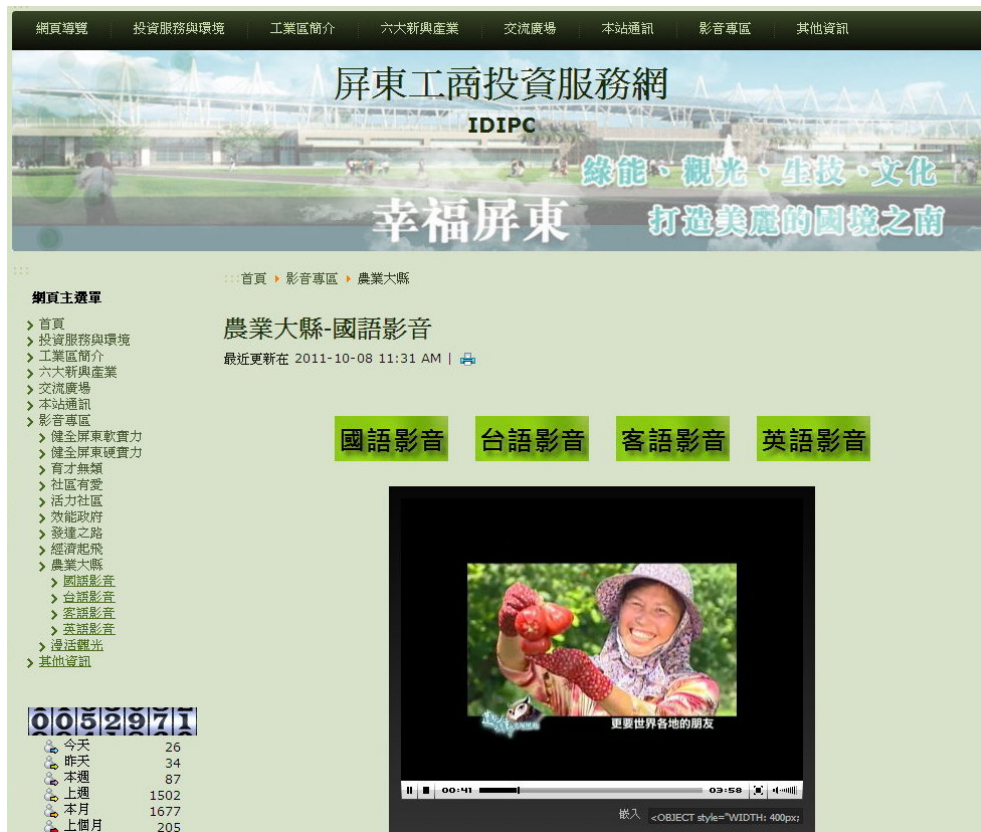 網頁導覽 投資服務與環境 工業區簡介 六大新興產業 交流廣場 本站通訊 影音專區 其他資訊
屏東工商投資服務網
IDIPC
綠能、觀光、生技、文化
幸福屏東 打造美麗的國境之南
:::
網頁主選單
首頁
投資服務與環境
工業區簡介
六大新興產業
交流廣場
本站通訊
影音專區
健全屏東軟實力
健全屏東硬實力
育才無類
社區有愛
活力社區
效能政府
發達之路
經濟起飛
農業大縣
國語影音
台語影音
客語影音
英語影音
漫活觀光
其他資訊
0052971
今天 26
昨天 34
本週 87
上週 1502
本月 1677
上個月 205
:::首頁 影音專區 農業大縣
農業大縣-國語影音
最近更新在 2011-10-08 11:31 AM |
國語影音 台語影音 客語影音 英語影音
更要世界各地的朋友
00:41 03:58
嵌入 <OBJECT style="WIDTH: 400px;